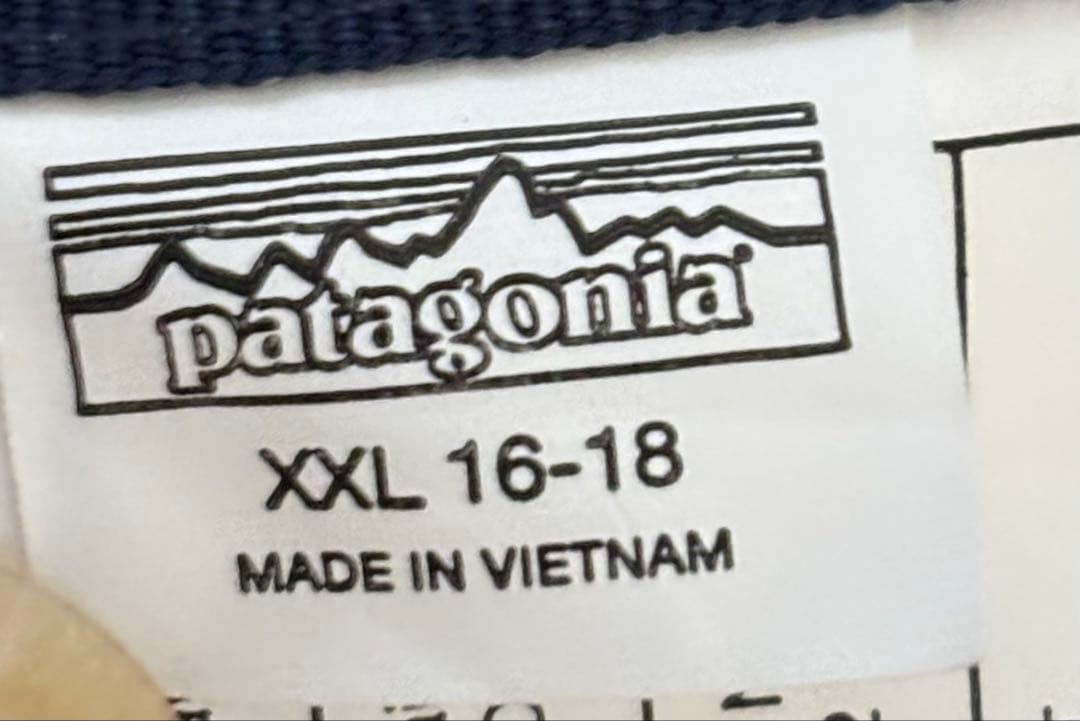 patagonia
XXL 16-18
MADE IN VIETNAM